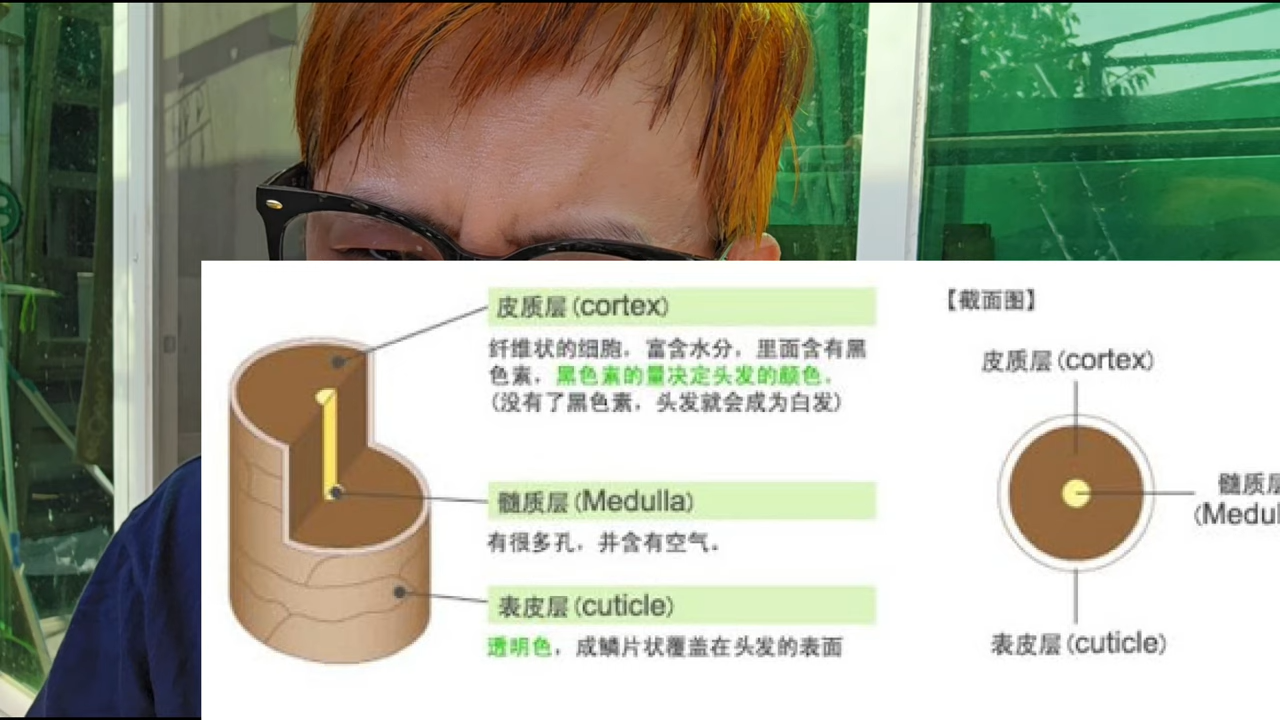 皮质层(cortex)
纤维状的细胞，富含水分，里面含有黑
色素，黑色素的量决定头发的颜色，
(没有了黑色素，头发就会成为白发)
髓质层(Medulla)
有很多孔，并含有空气。
表皮层(cuticle)
透明色，成鳞片状覆盖在头发的表面
【截面图】
皮质层(cortex)
髓质层
(Medul
表皮层(cuticle)